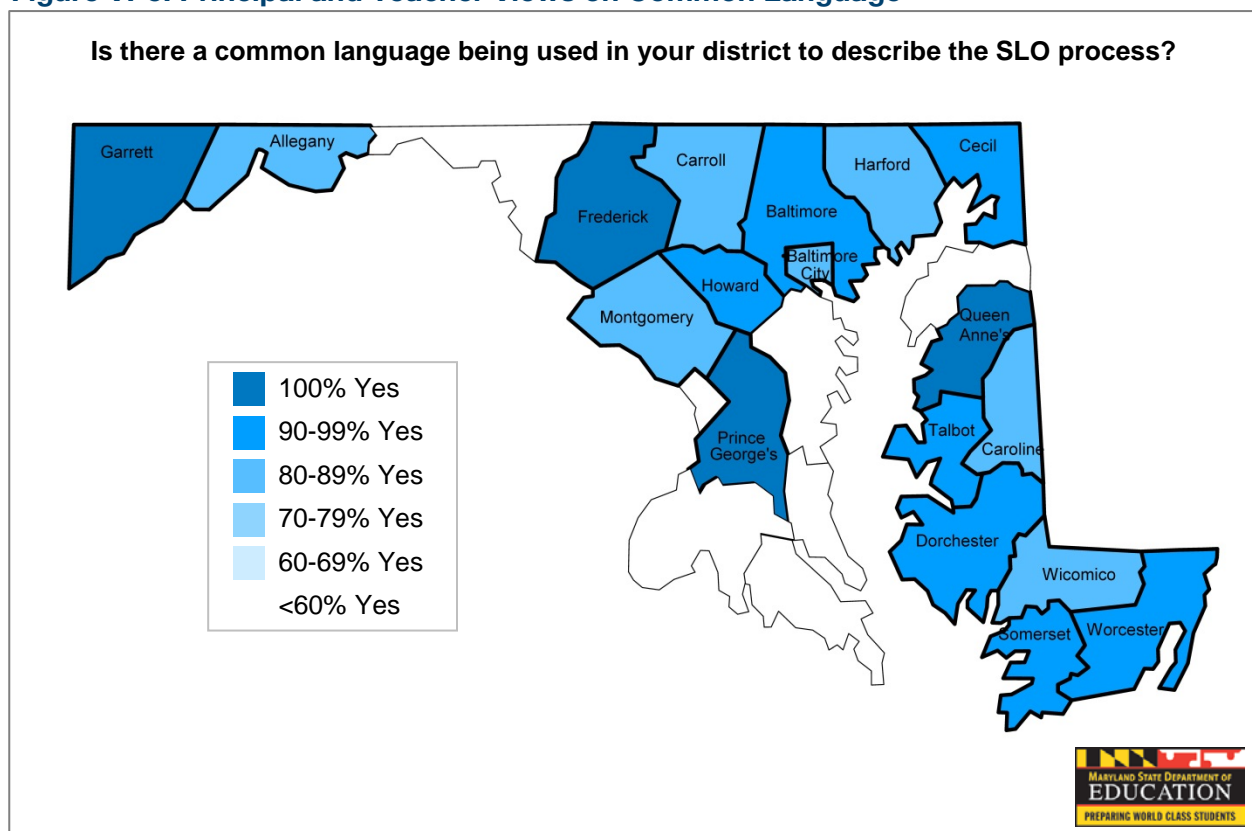 Is there a common language being used in your district to describe the SLO process?
Garrett
Allegany
Frederick
Carroll
Baltimore
Harford
Cecil
Baltimore
City
Howard
Montgomery
Queen
Anne's
Prince
George's
Talbot
Caroline
Dorchester
Wicomico
Somerset
Worcester
100% Yes
90-99% Yes
80-89% Yes
70-79% Yes
60-69% Yes
<60% Yes
MARYLAND STATE DEPARTMENT OF
EDUCATION
PREPARING WORLD CLASS STUDENTS